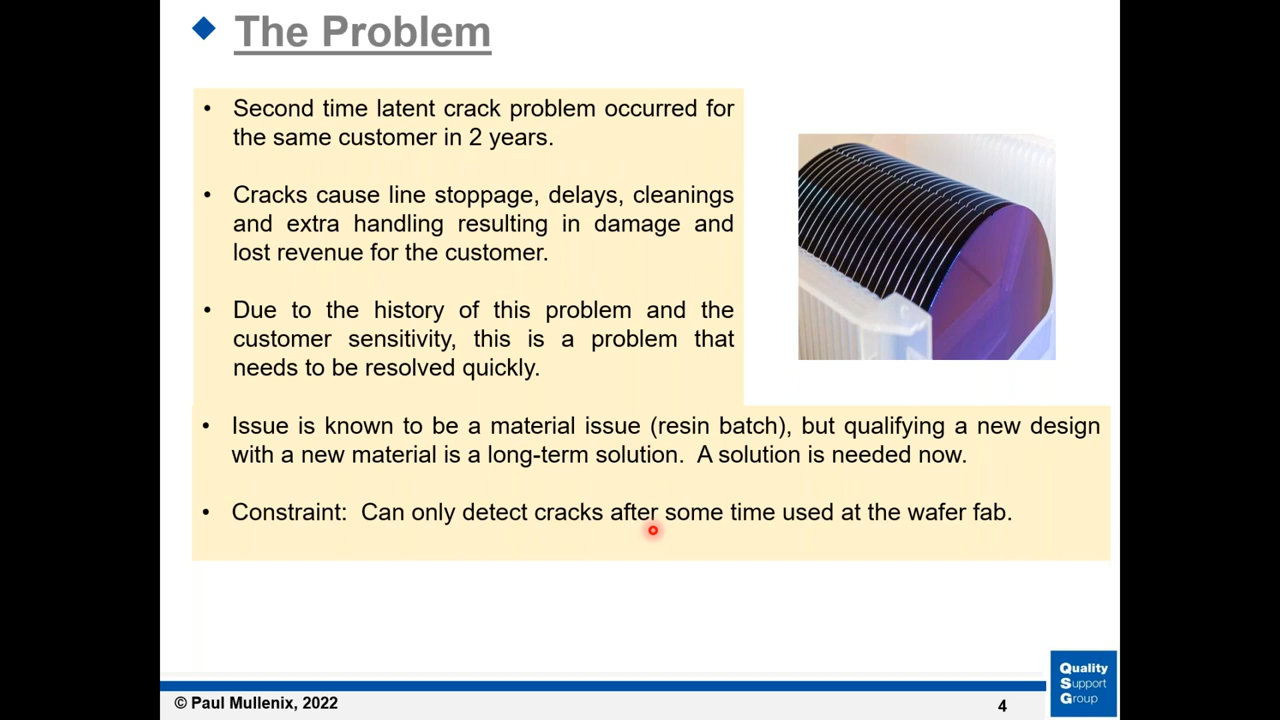 The Problem
• Second time latent crack problem occurred for
the same customer in 2 years.
• Cracks cause line stoppage, delays, cleanings
and extra handling resulting in damage and
lost revenue for the customer.
• Due to the history of this problem and the
customer sensitivity, this is a problem that
needs to be resolved quickly.
• Issue is known to be a material issue (resin batch), but qualifying a new design
with a new material is a long-term solution.  A solution is needed now.
• Constraint:  Can only detect cracks after some time used at the wafer fab.
© Paul Mullenix, 2022
4
Quality
Support
Group